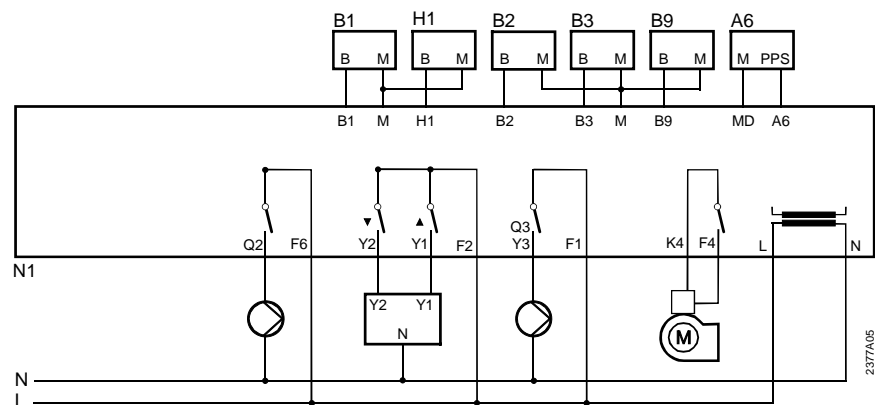 B1 H1 B2 B3 B9 A6
B M B M B M B M B M M PPS
B1 M H1 B2 B3 M B9 MD A6
Q3
Q2 F6 Y2 Y1 F2 Y3 F1 K4 F4 L N
N1
Y2 Y1
N
M
2377A05
N
L